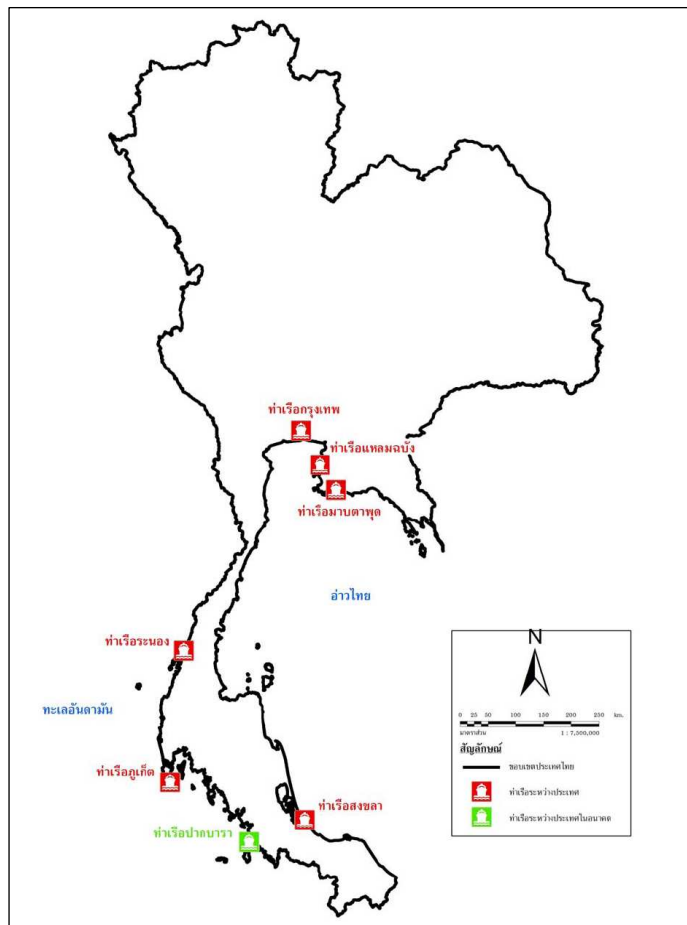 ท่าเรือกรุงเทพ
ท่าเรือแหลมฉบัง
ท่าเรือมาบตาพุด
อ่าวไทย
ท่าเรือระนอง
ทะเลอันดามัน
ท่าเรือภูเก็ต
ท่าเรือสงขลา
ท่าเรือปากบารา
N
0 25 50 100 150 200 250 km.
มาตราส่วน 1 : 7,500,000
สัญลักษณ์
ขอบเขตประเทศไทย
ท่าเรือระหว่างประเทศ
ท่าเรือระหว่างประเทศในอนาคต